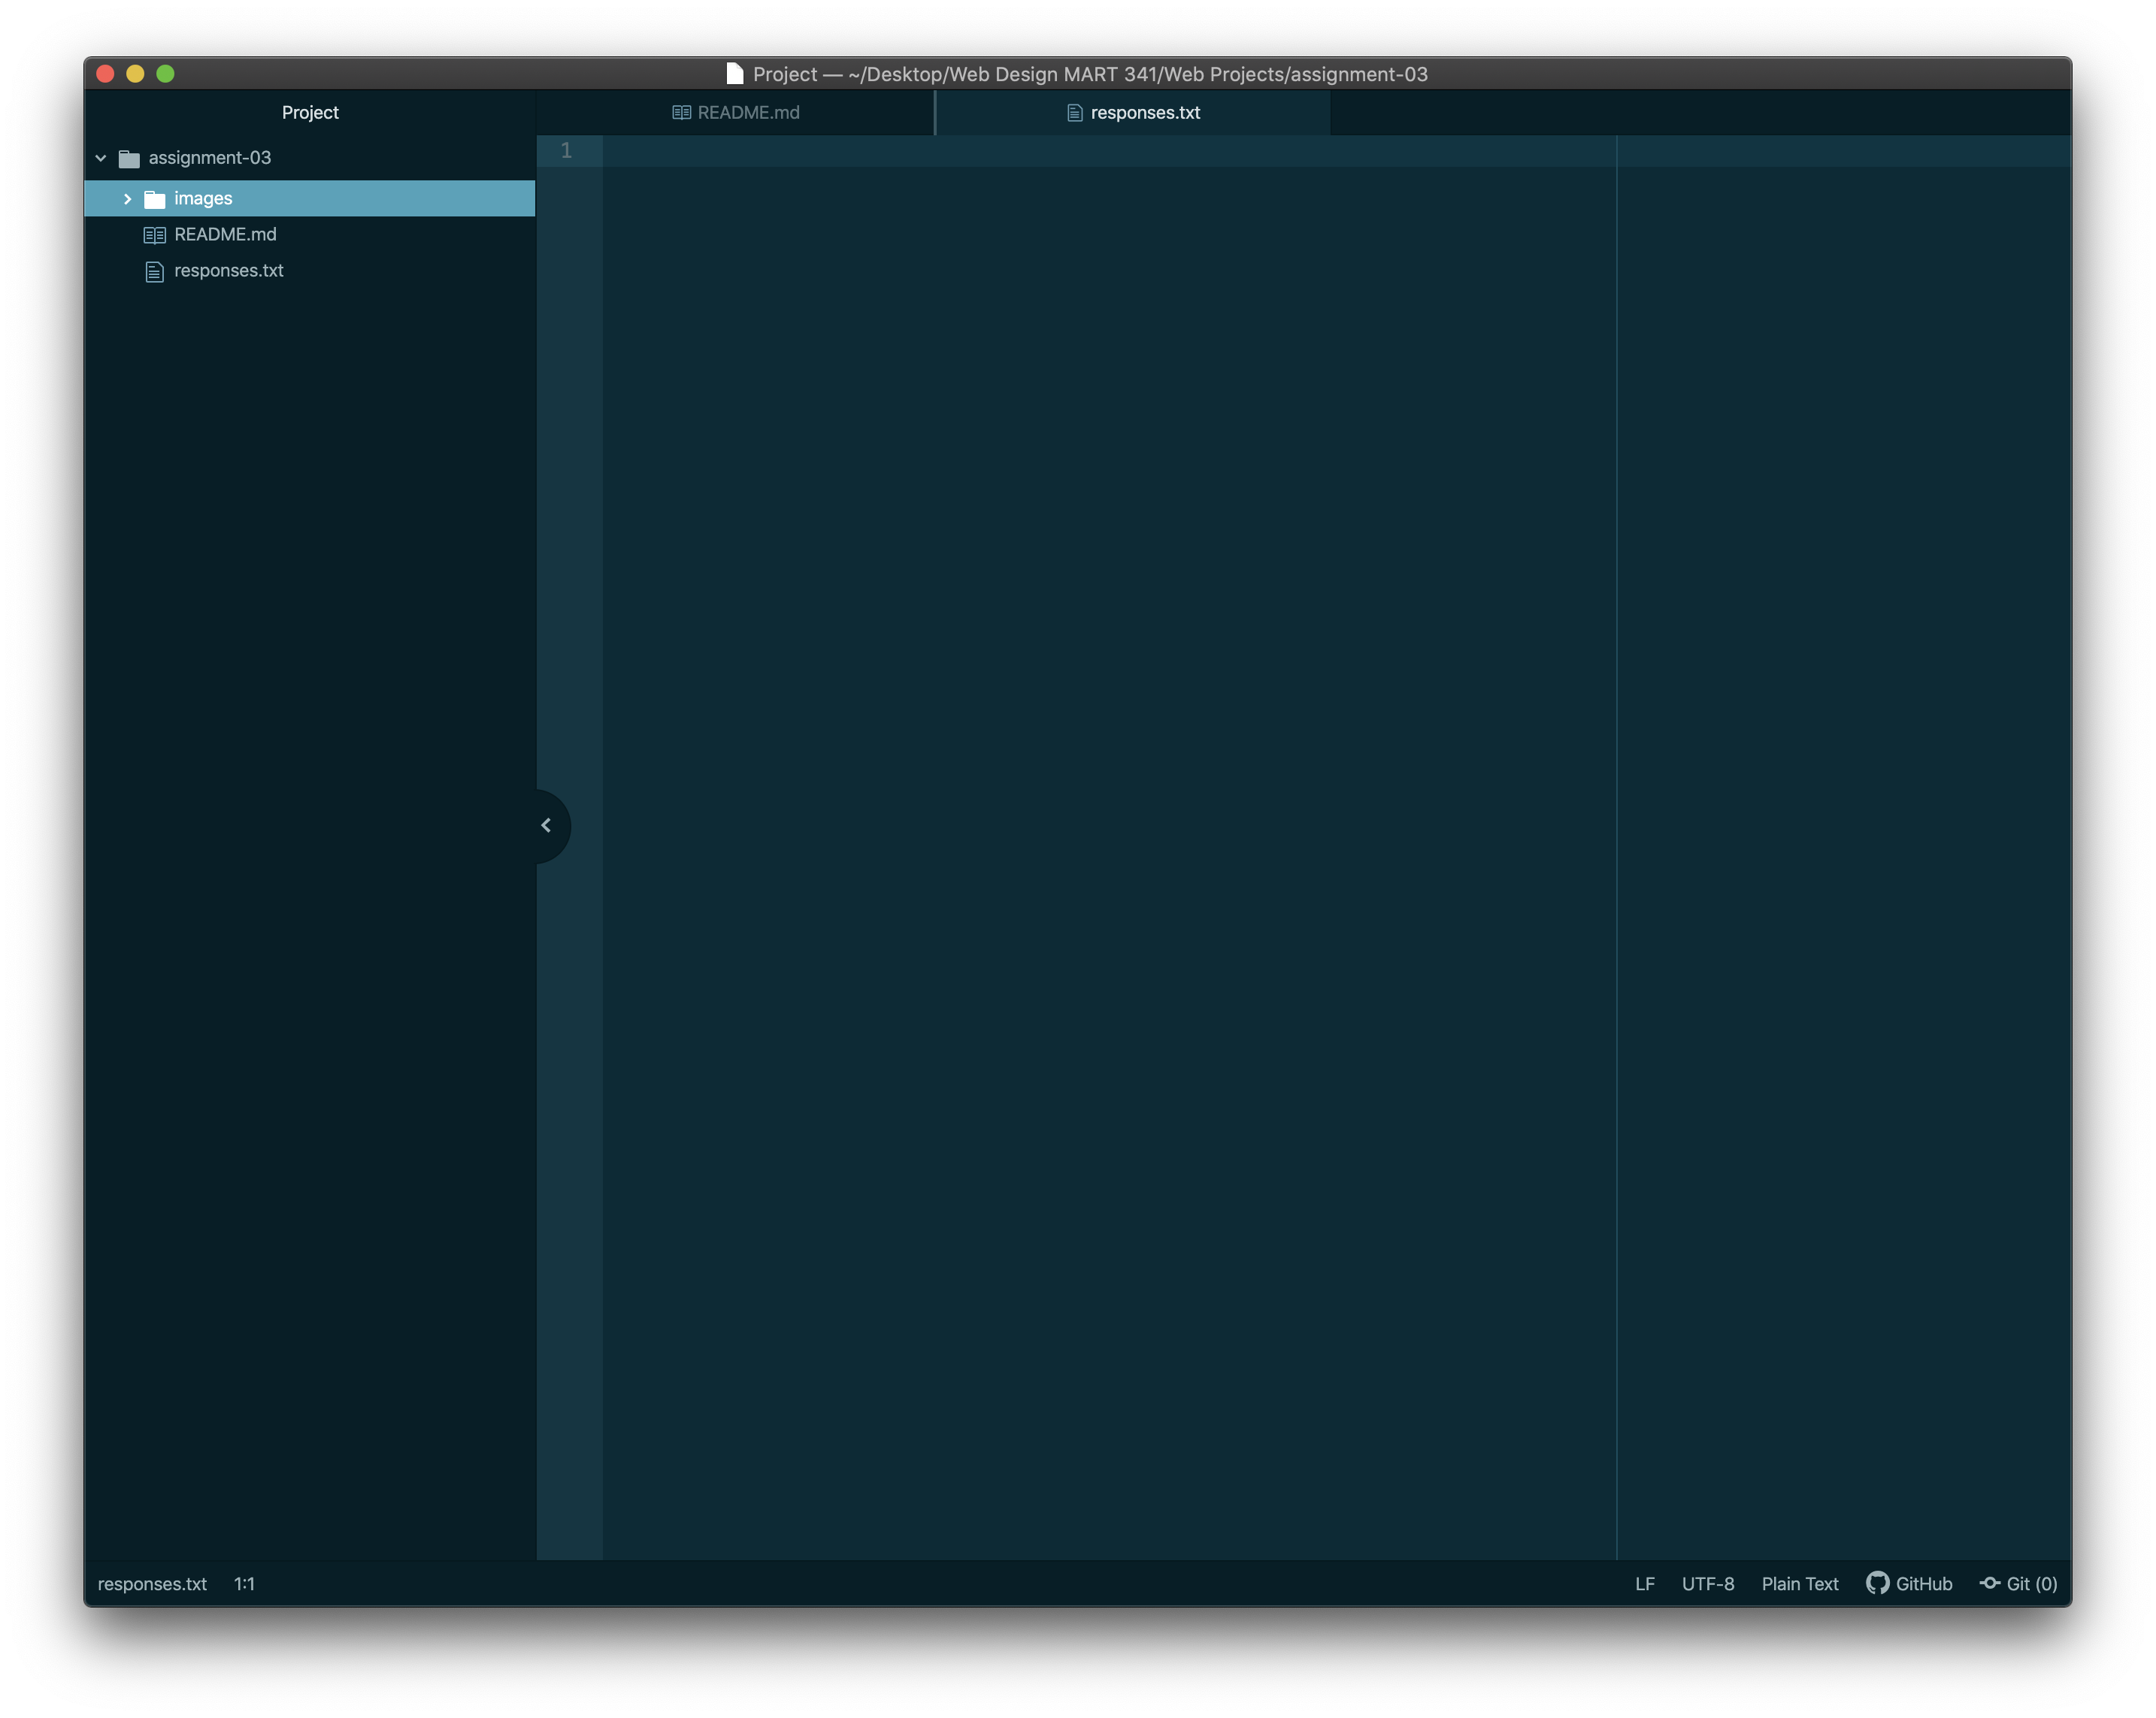 Project — ~/Desktop/Web Design MART 341/Web Projects/assignment-03
Project
README.md
responses.txt
assignment-03
images
README.md
responses.txt
1
responses.txt 1:1
LF UTF-8 Plain Text GitHub Git (0)